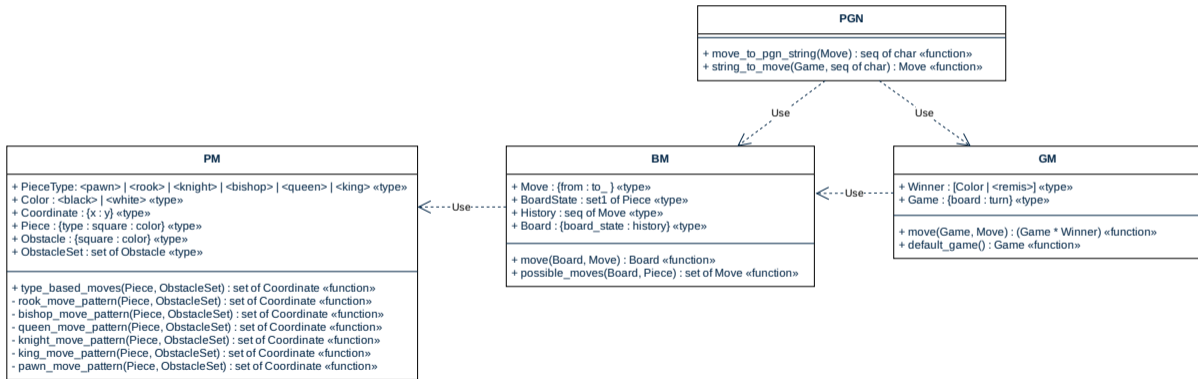 PGN
+ move_to_pgn_string(Move) : seq of char «function»
+ string_to_move(Game, seq of char) : Move «function»
Use
Use
PM
+ PieceType: <pawn> | <rook> | <knight> | <bishop> | <queen> | <king> «type»
+ Color : <black> | <white> «type»
+ Coordinate : {x : y} «type»
+ Piece : {type : square : color} «type»
+ Obstacle : {square : color} «type»
+ ObstacleSet : set of Obstacle «type»
+ type_based_moves(Piece, ObstacleSet) : set of Coordinate «function»
- rook_move_pattern(Piece, ObstacleSet) : set of Coordinate «function»
- bishop_move_pattern(Piece, ObstacleSet) : set of Coordinate «function»
- queen_move_pattern(Piece, ObstacleSet) : set of Coordinate «function»
- knight_move_pattern(Piece, ObstacleSet) : set of Coordinate «function»
- king_move_pattern(Piece, ObstacleSet) : set of Coordinate «function»
- pawn_move_pattern(Piece, ObstacleSet) : set of Coordinate «function»
Use
BM
+ Move : {from : to_ } «type»
+ BoardState : set1 of Piece «type»
+ History : seq of Move «type»
+ Board : {board_state : history} «type»
+ move(Board, Move) : Board «function»
+ possible_moves(Board, Piece) : set of Move «function»
Use
GM
+ Winner : [Color | <remis>] «type»
+ Game : {board : turn} «type»
+ move(Game, Move) : (Game * Winner) «function»
+ default_game() : Game «function»